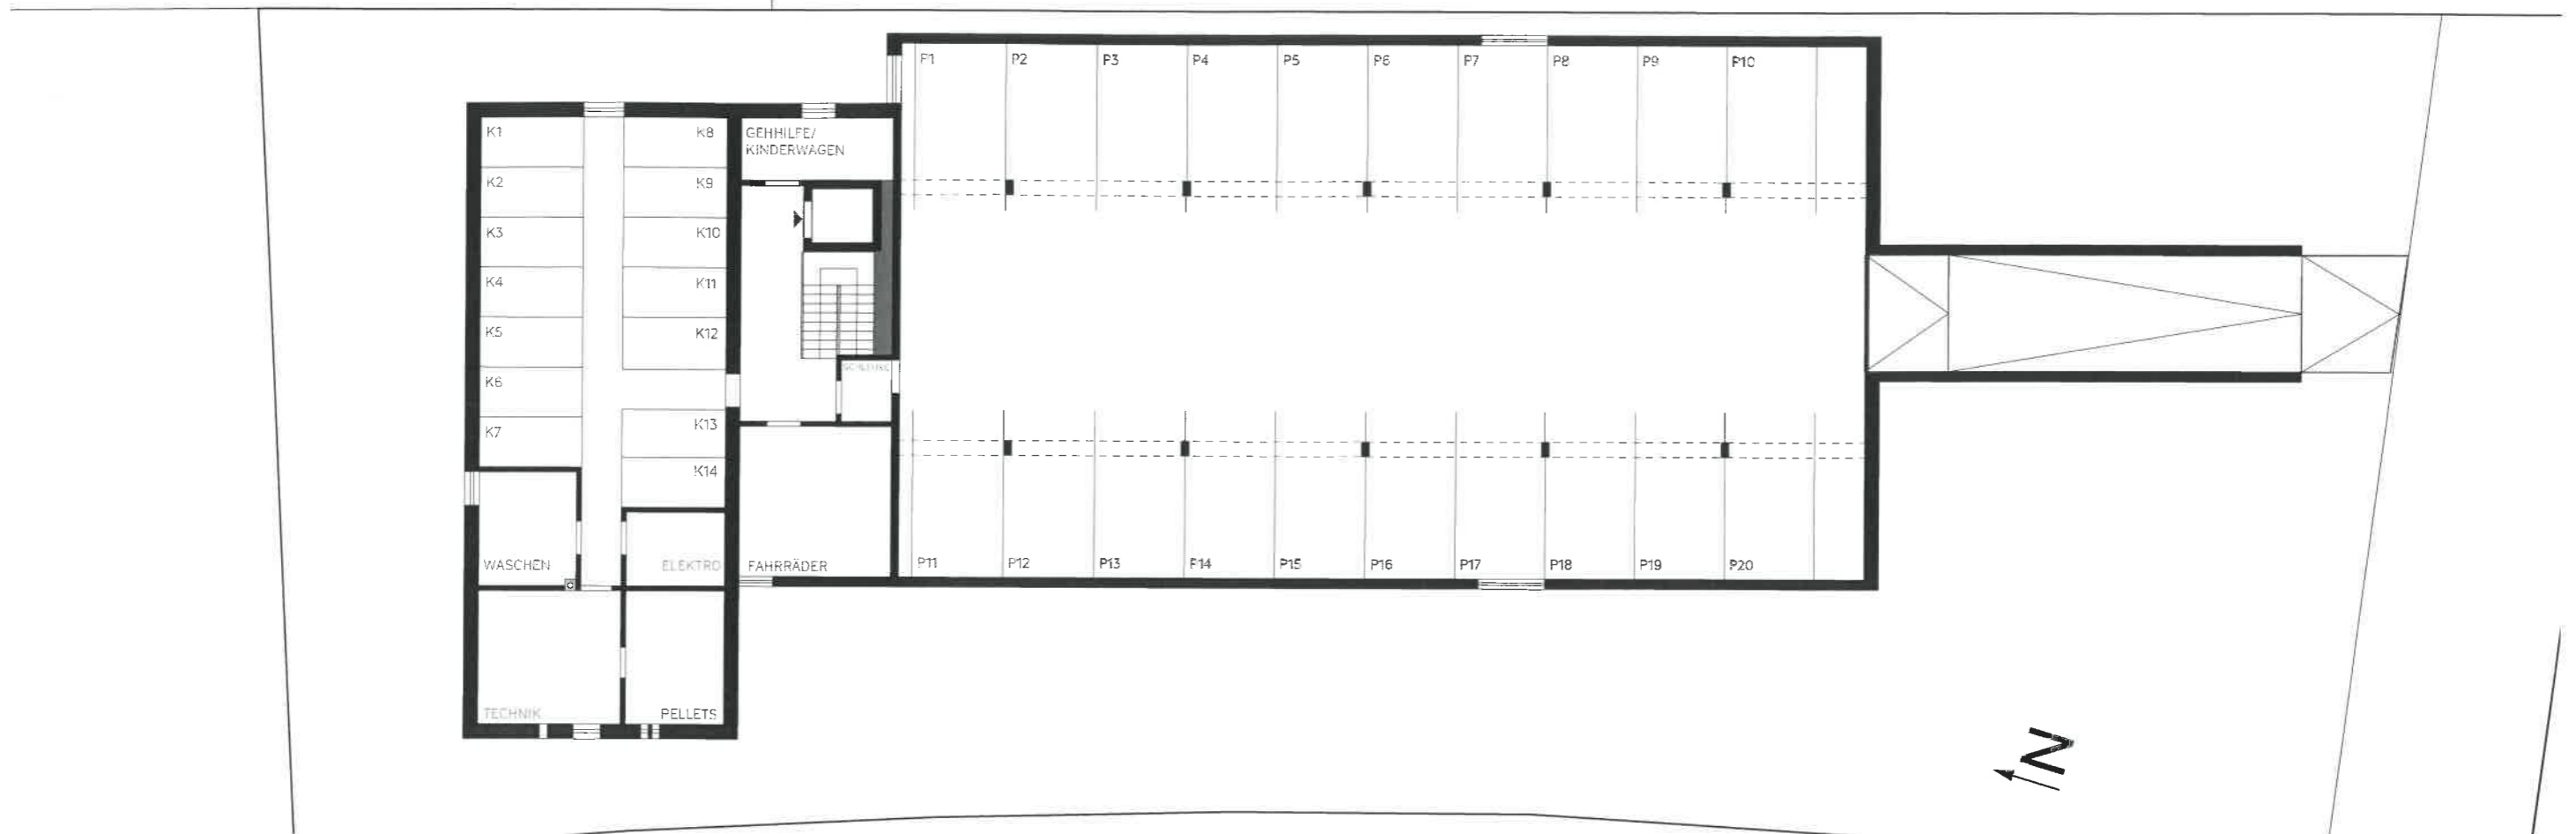 P1
P2
P3
P4
P5
P6
P7
P8
P9
P10
K1
K8
GEHHILFE/
KINDERWAGEN
K2
K9
K3
K10
K4
K11
K5
K12
SCHLEUSE
K6
K7
K13
K14
WASCHEN
ELEKTRO
FAHRRÄDER
P11
P12
P13
P14
P15
P16
P17
P18
P19
P20
TECHNIK
PELLETS
N